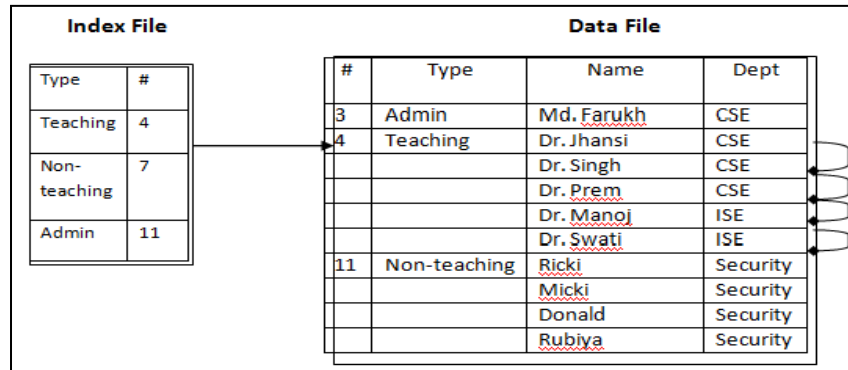 Index File
Data File
Type #
Teaching 4
Non-
teaching 7
Admin 11
# Type Name Dept
3 Admin Md. Farukh CSE
4 Teaching Dr. Jhansi CSE
Dr. Singh CSE
Dr. Prem CSE
Dr. Manoj ISE
Dr. Swati ISE
11 Non-teaching Ricki Security
Micki Security
Donald Security
Rubiya Security